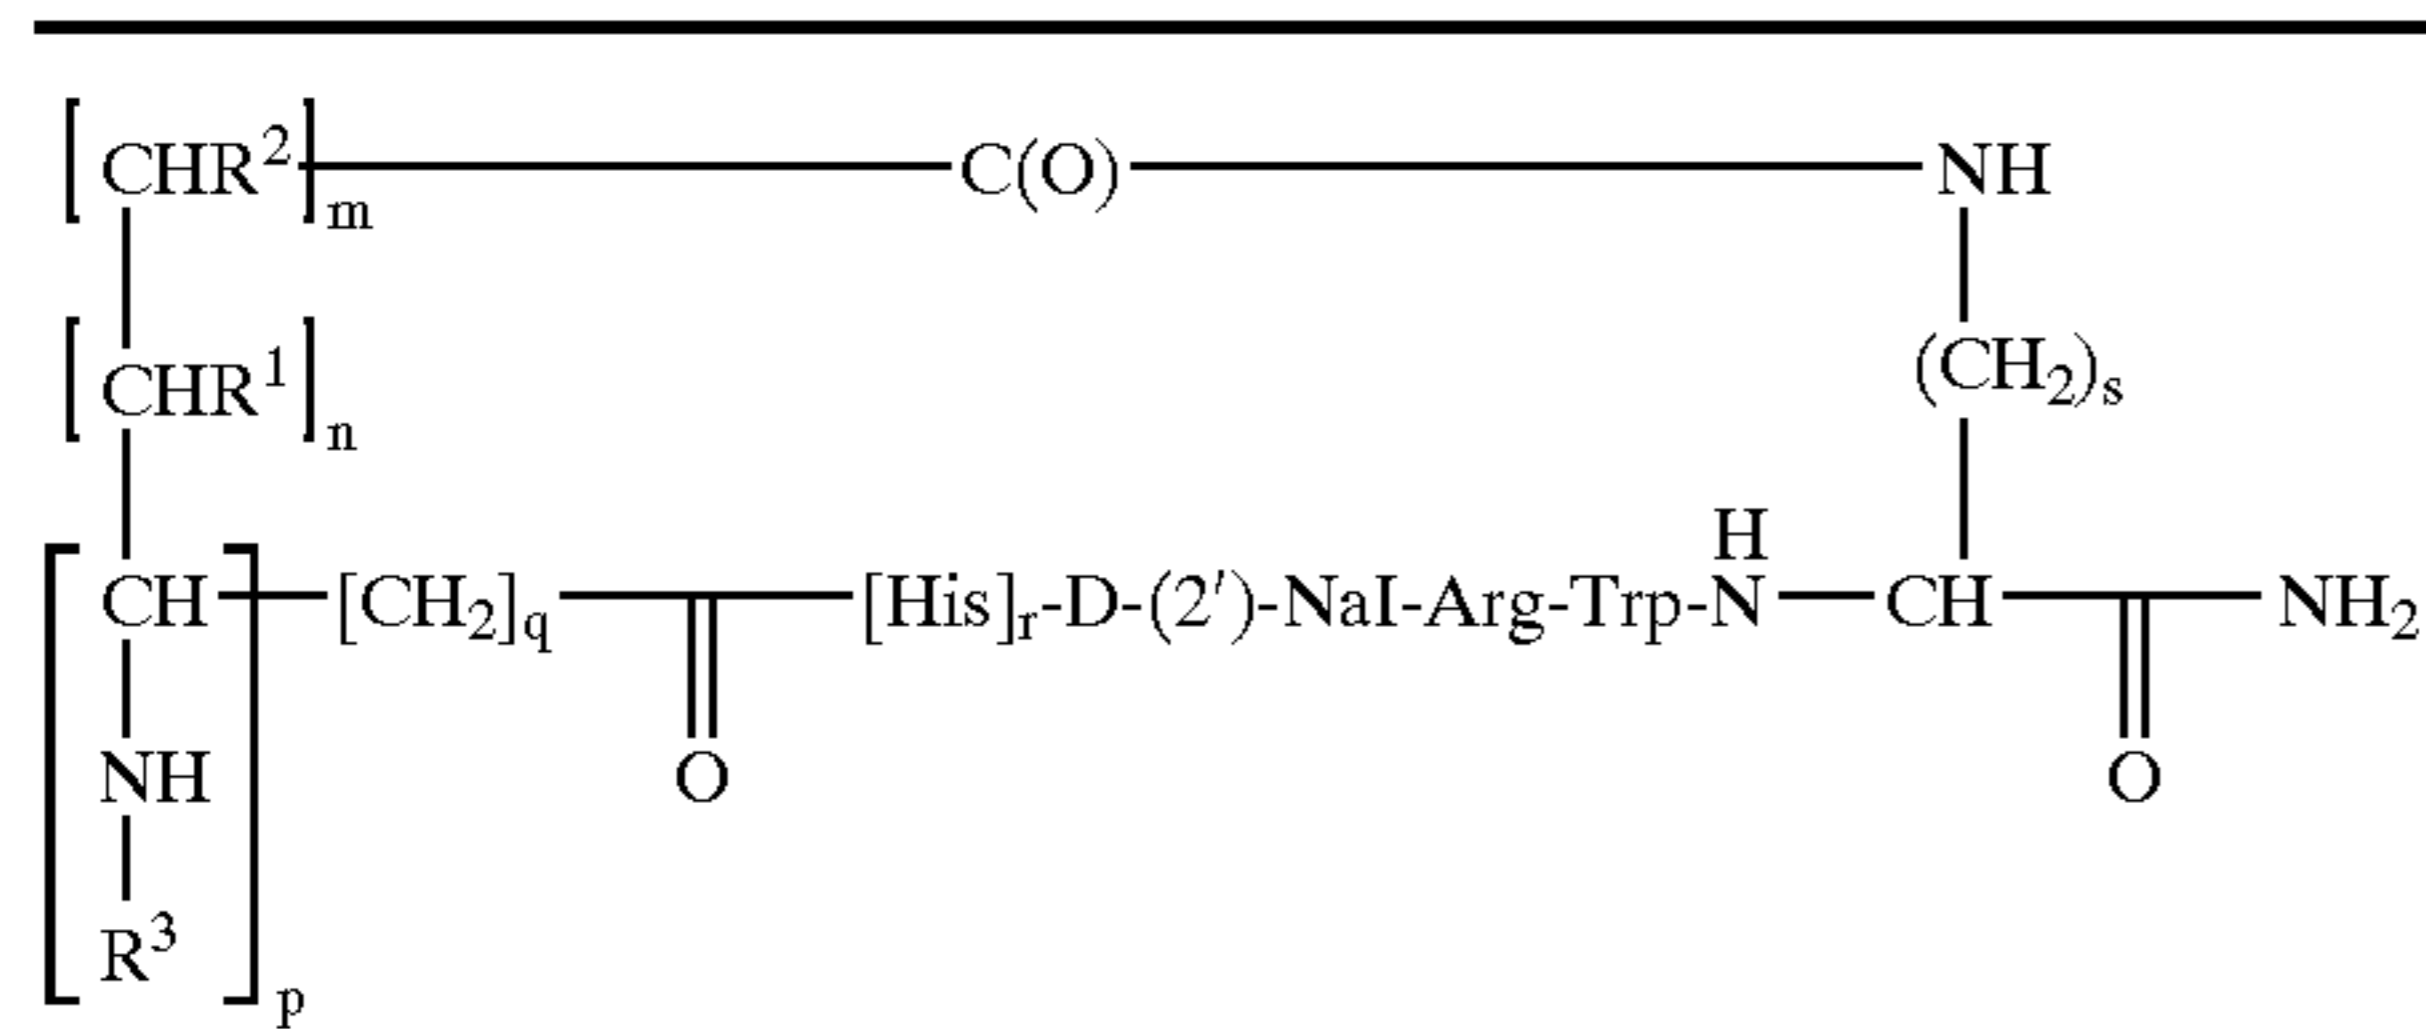 [CHR²]m C(O) NH
[CHR¹]n (CH₂)s
H
[CH [CH₂]q [His]r-D-(2')-NaI-Arg-Trp-N CH NH₂
NH O O
R³]p